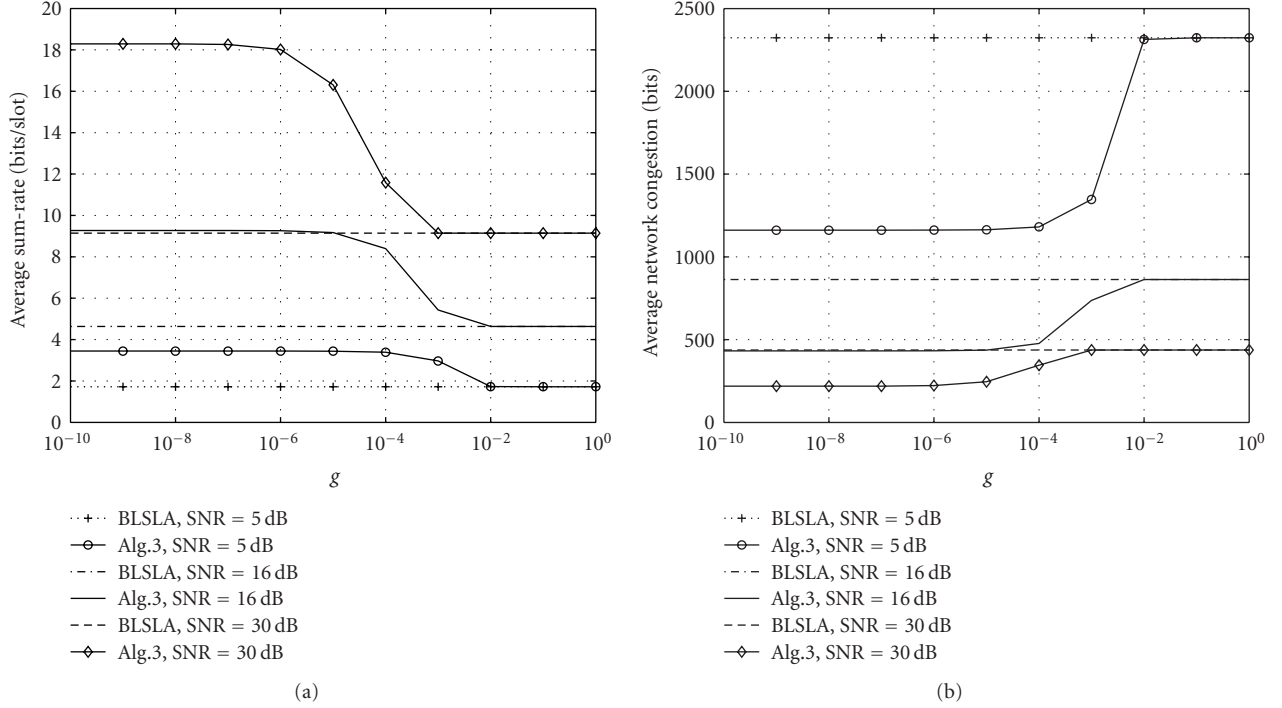 20
18
16
14
12
10
8
6
4
2
0
Average sum-rate (bits/slot)
10⁻¹⁰ 10⁻⁸ 10⁻⁶ 10⁻⁴ 10⁻² 10⁰
g
BLSLA, SNR = 5 dB
Alg.3, SNR = 5 dB
BLSLA, SNR = 16 dB
Alg.3, SNR = 16 dB
BLSLA, SNR = 30 dB
Alg.3, SNR = 30 dB
(a)
2500
2000
1500
1000
500
0
Average network congestion (bits)
10⁻¹⁰ 10⁻⁸ 10⁻⁶ 10⁻⁴ 10⁻² 10⁰
g
BLSLA, SNR = 5 dB
Alg.3, SNR = 5 dB
BLSLA, SNR = 16 dB
Alg.3, SNR = 16 dB
BLSLA, SNR = 30 dB
Alg.3, SNR = 30 dB
(b)